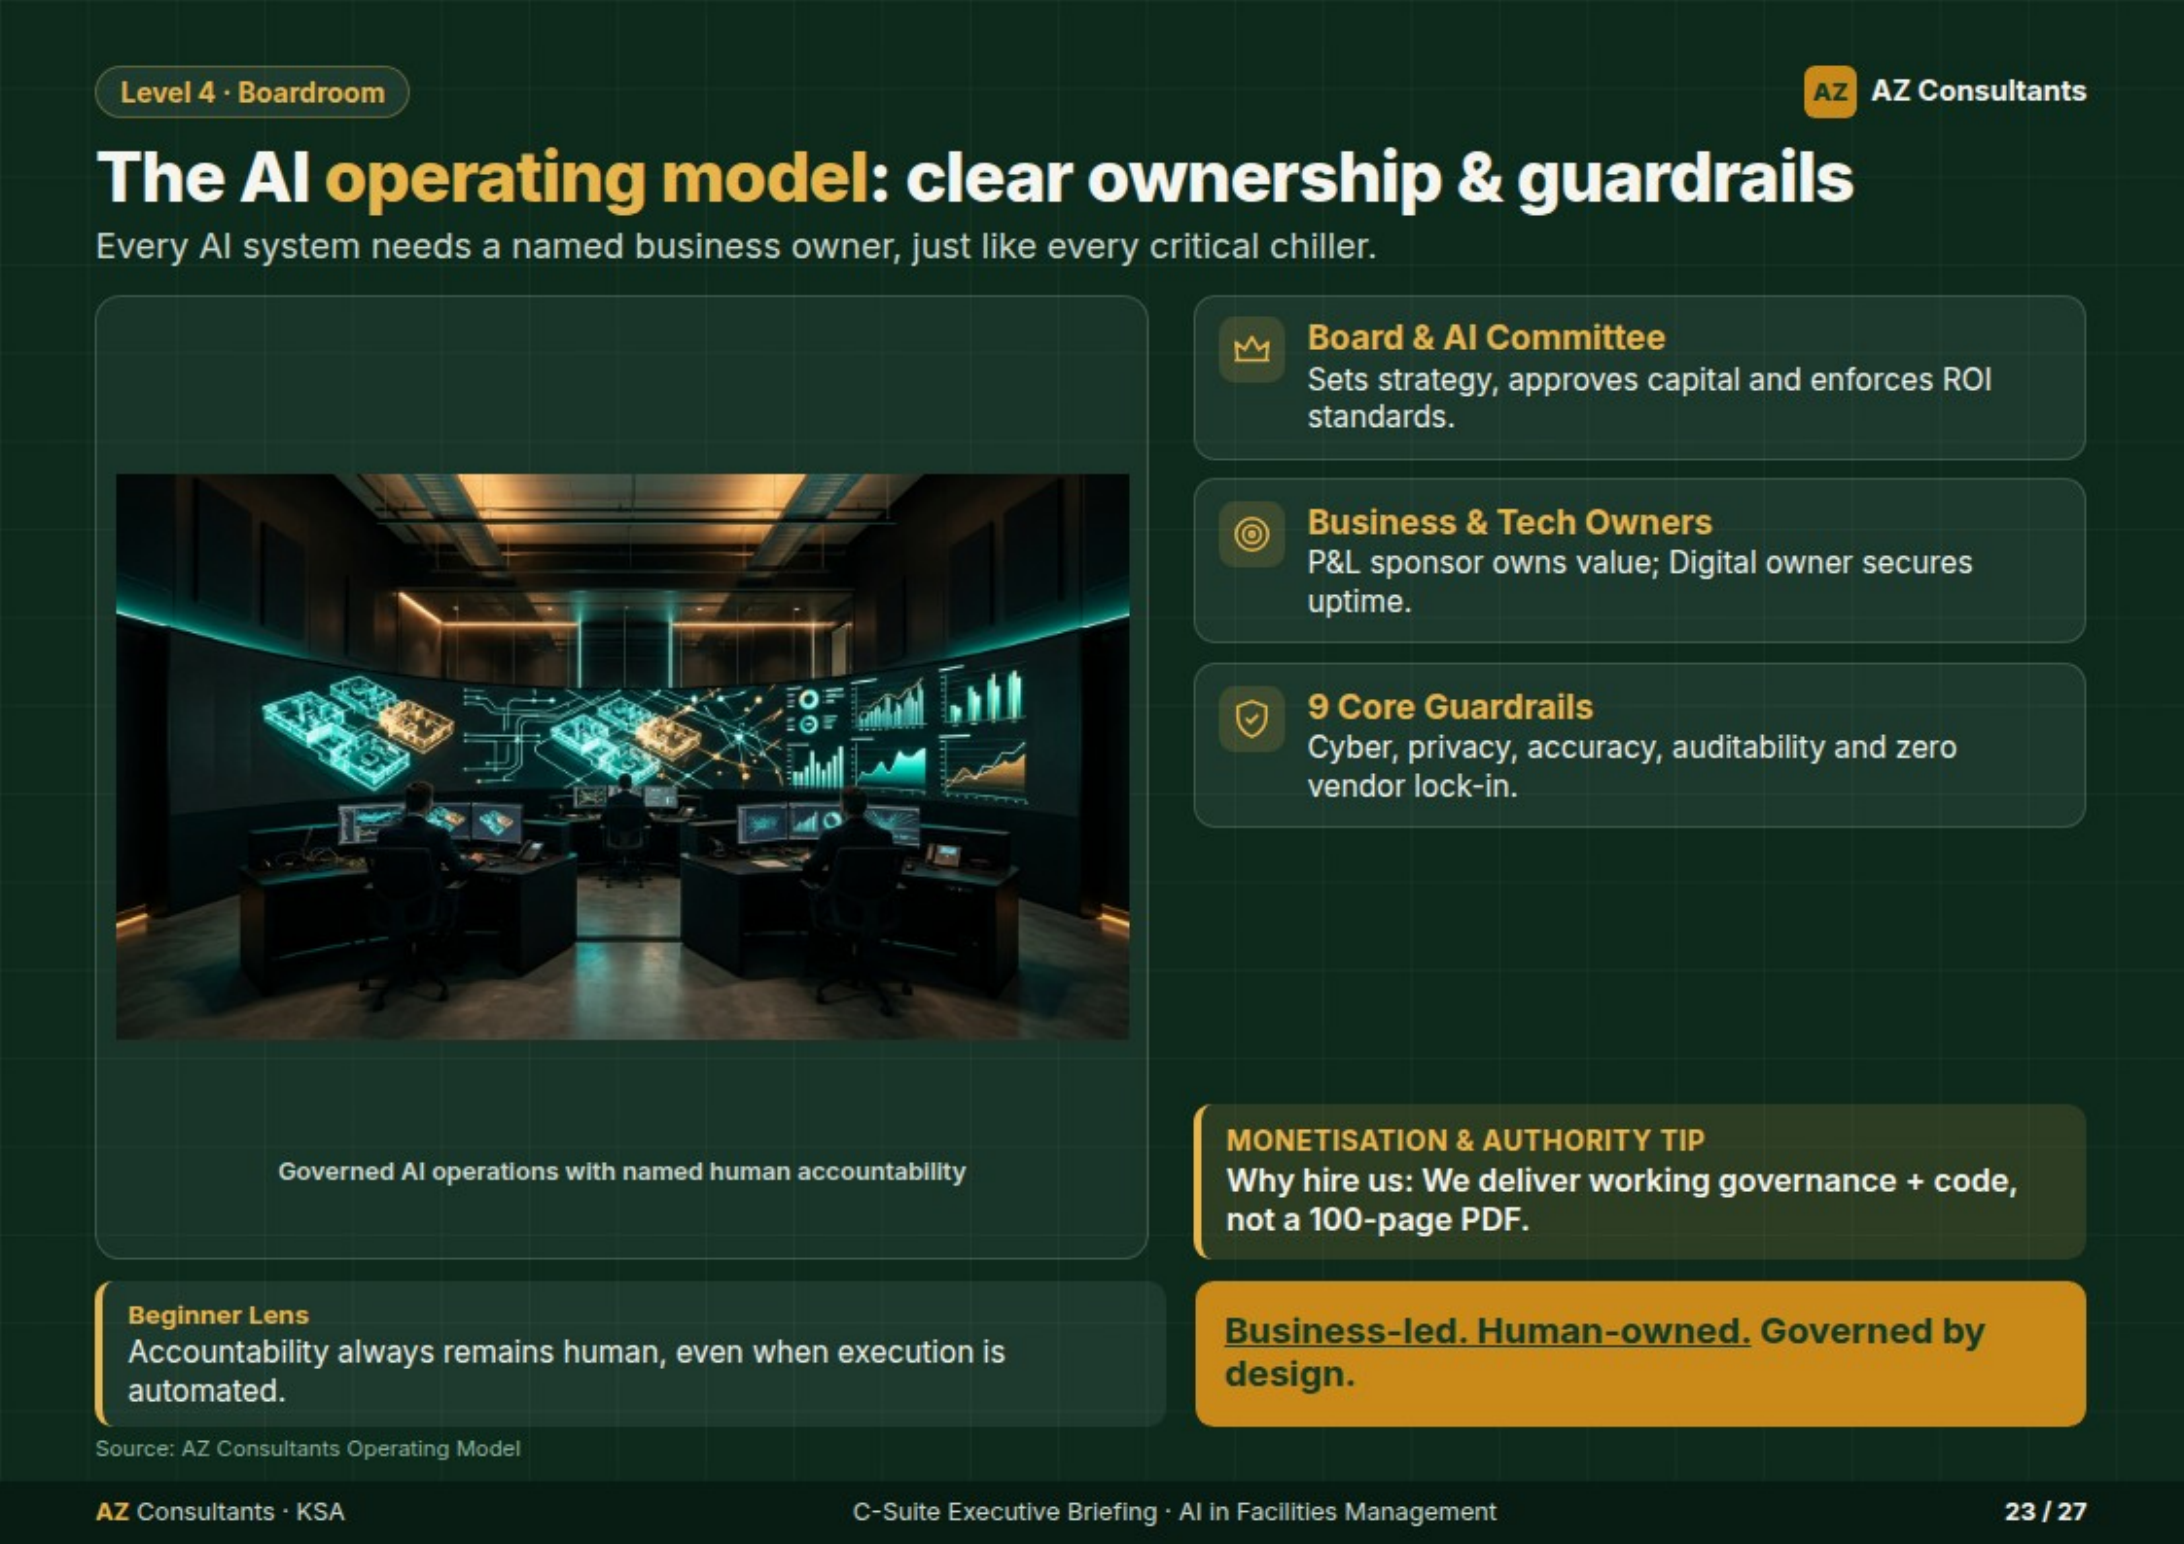 Level 4 · Boardroom
AZ AZ Consultants
The AI operating model: clear ownership & guardrails
Every AI system needs a named business owner, just like every critical chiller.
Board & AI Committee
Sets strategy, approves capital and enforces ROI
standards.
Business & Tech Owners
P&L sponsor owns value; Digital owner secures
uptime.
9 Core Guardrails
Cyber, privacy, accuracy, auditability and zero
vendor lock-in.
Governed AI operations with named human accountability
MONETISATION & AUTHORITY TIP
Why hire us: We deliver working governance + code,
not a 100-page PDF.
Beginner Lens
Accountability always remains human, even when execution is
automated.
Business-led. Human-owned. Governed by
design.
Source: AZ Consultants Operating Model
AZ Consultants · KSA
C-Suite Executive Briefing · AI in Facilities Management
23 / 27